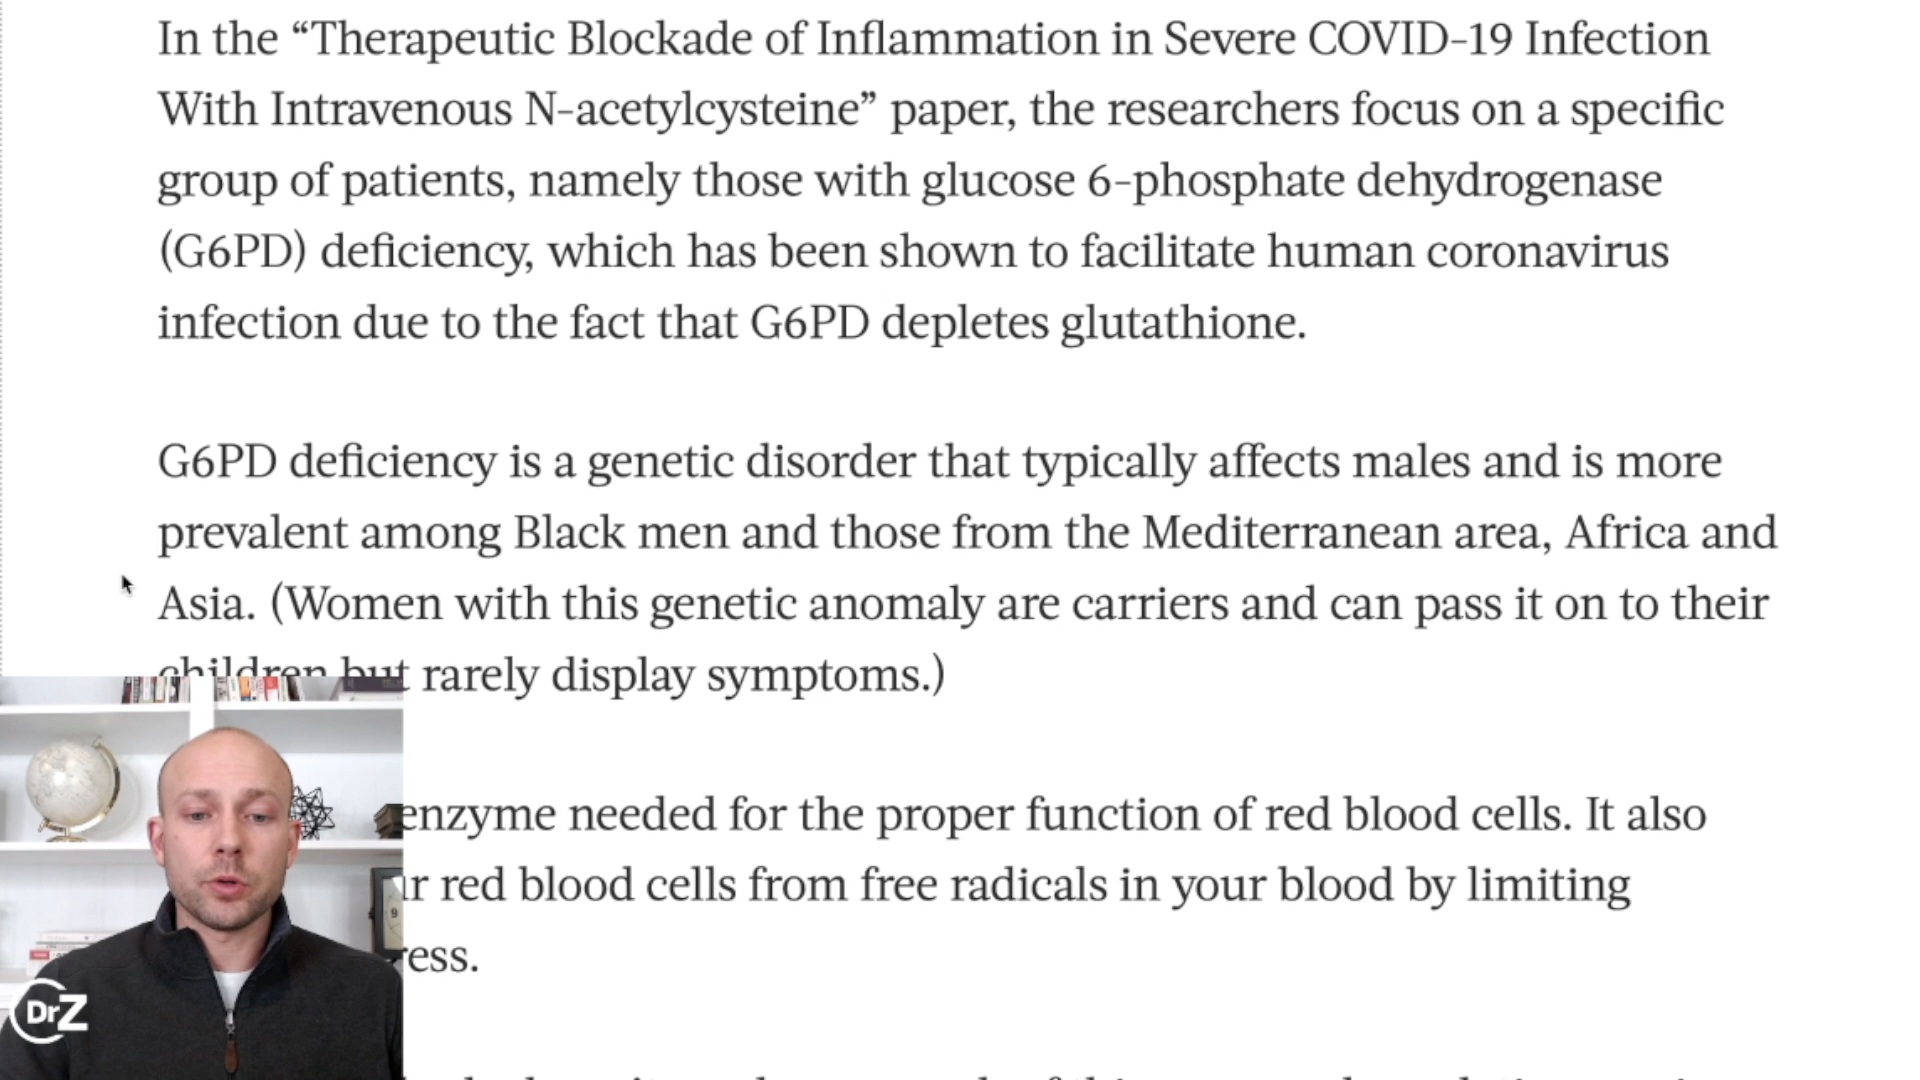 In the “Therapeutic Blockade of Inflammation in Severe COVID-19 Infection
With Intravenous N-acetylcysteine” paper, the researchers focus on a specific
group of patients, namely those with glucose 6-phosphate dehydrogenase
(G6PD) deficiency, which has been shown to facilitate human coronavirus
infection due to the fact that G6PD depletes glutathione.
G6PD deficiency is a genetic disorder that typically affects males and is more
prevalent among Black men and those from the Mediterranean area, Africa and
Asia. (Women with this genetic anomaly are carriers and can pass it on to their
children but rarely display symptoms.)
enzyme needed for the proper function of red blood cells. It also
red blood cells from free radicals in your blood by limiting
ress.
DrZ